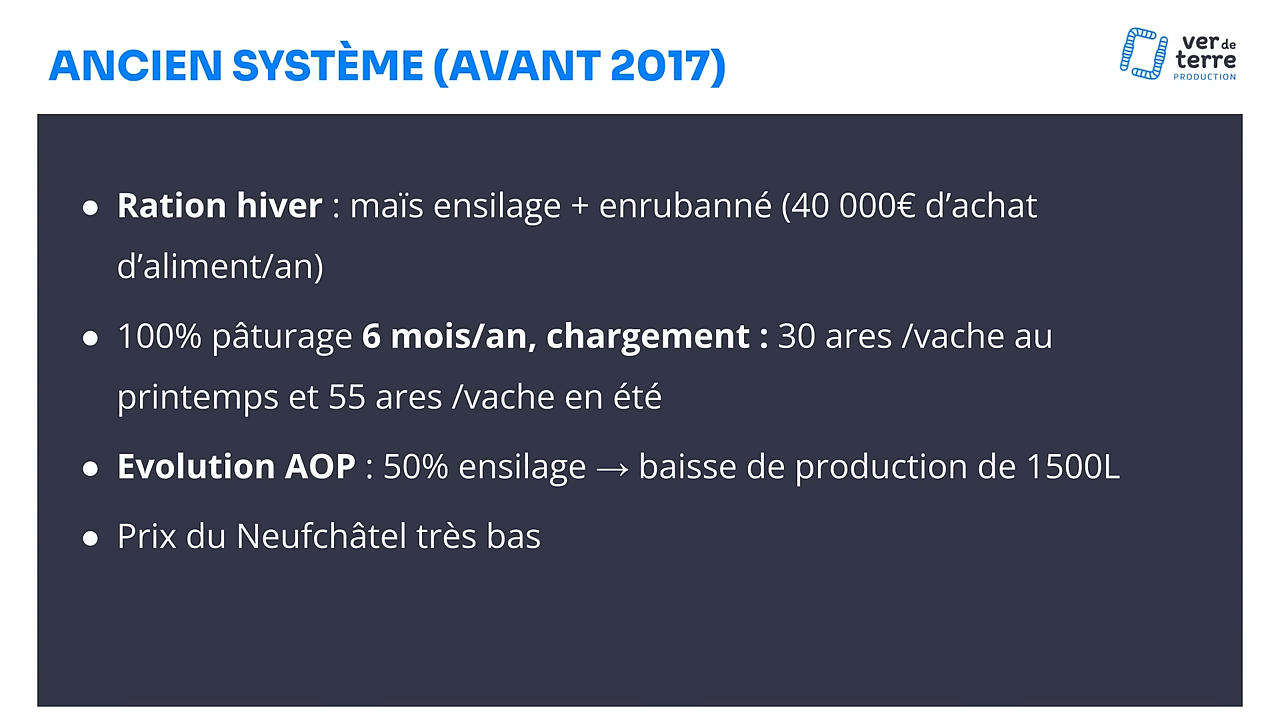 ANCIEN SYSTÈME (AVANT 2017)
ver de
terre
PRODUCTION
● Ration hiver : maïs ensilage + enrubanné (40 000€ d’achat
d’aliment/an)
● 100% pâturage 6 mois/an, chargement : 30 ares /vache au
printemps et 55 ares /vache en été
● Evolution AOP : 50% ensilage → baisse de production de 1500L
● Prix du Neufchâtel très bas